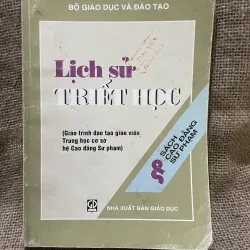 BỘ GIÁO DỤC VÀ ĐÀO TẠO
Lịch sử
TRIẾT HỌC
(Giáo trình đào tạo giáo viên
Trung học cơ sở
hệ Cao đẳng Sư phạm)
SÁCH
CAO ĐẲNG
SƯ PHẠM
NHÀ XUẤT BẢN GIÁO DỤC